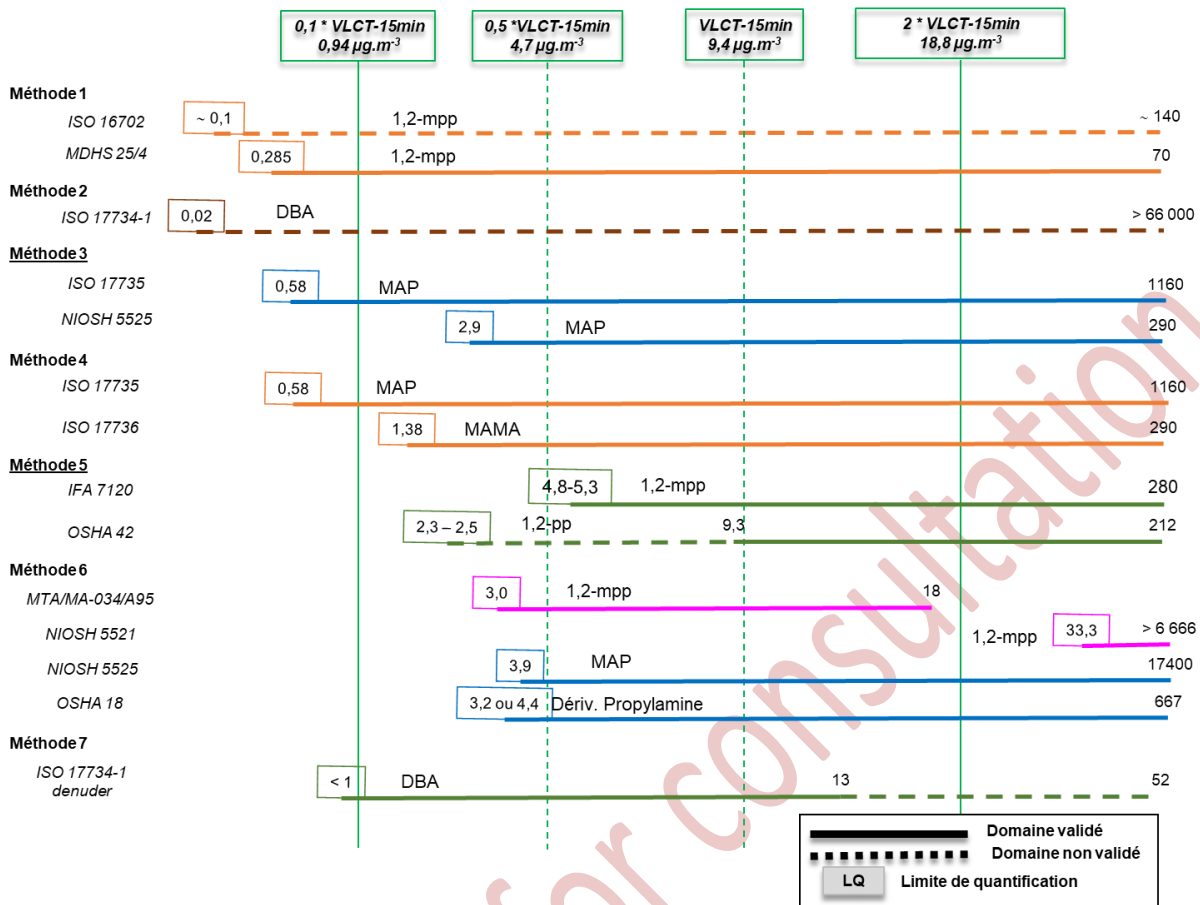 0,1 * VLCT-15min
0,94 µg.m-3
0,5 *VLCT-15min
4,7 µg.m-3
VLCT-15min
9,4 µg.m-3
2 * VLCT-15min
18,8 µg.m-3
Méthode 1
ISO 16702
~ 0,1
1,2-mpp
~ 140
MDHS 25/4
0,285
1,2-mpp
70
Méthode 2
ISO 17734-1
0,02
DBA
> 66 000
Méthode 3
ISO 17735
0,58
MAP
1160
NIOSH 5525
2,9
MAP
290
Méthode 4
ISO 17735
0,58
MAP
1160
ISO 17736
1,38
MAMA
290
Méthode 5
IFA 7120
4,8-5,3
1,2-mpp
280
OSHA 42
2,3 – 2,5
1,2-pp
9,3
212
Méthode 6
MTA/MA-034/A95
3,0
1,2-mpp
18
NIOSH 5521
1,2-mpp
33,3
> 6 666
NIOSH 5525
3,9
MAP
17400
OSHA 18
3,2 ou 4,4
Dériv. Propylamine
667
Méthode 7
ISO 17734-1
denuder
< 1
DBA
13
52
Domaine validé
Domaine non validé
LQ
Limite de quantification
for consultation